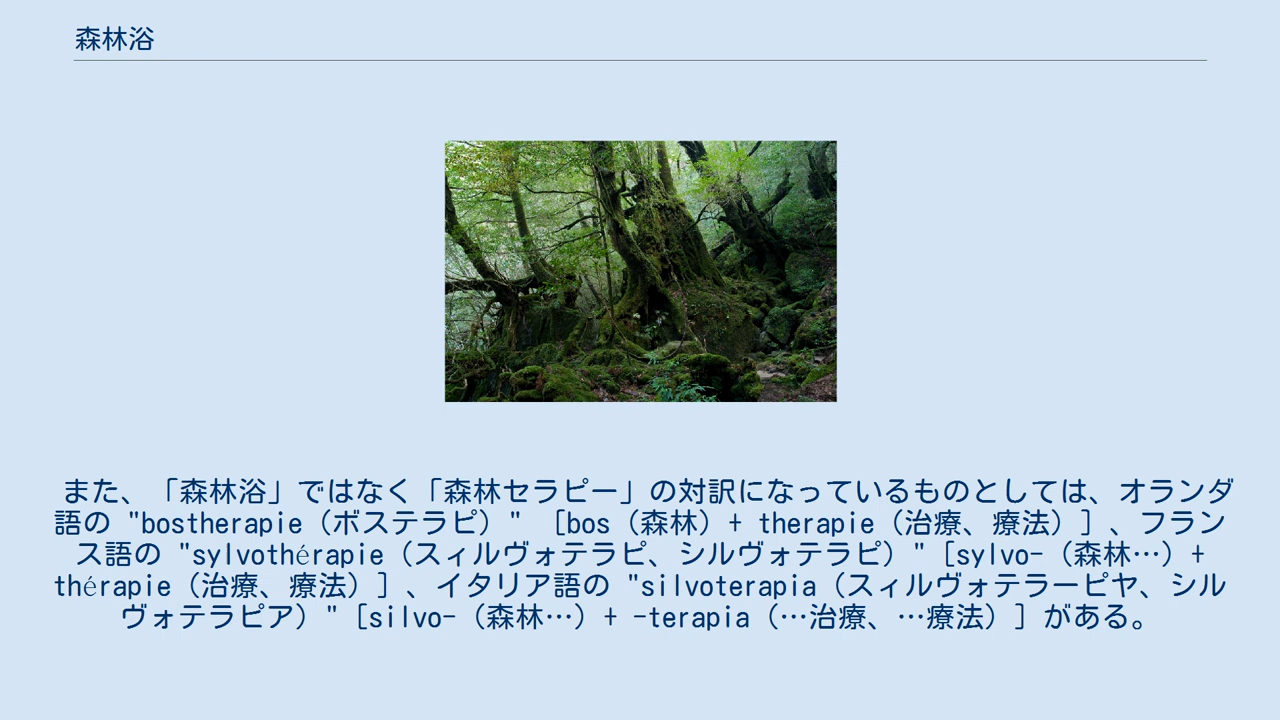 森林浴
また、「森林浴」ではなく「森林セラピー」の対訳になっているものとしては、オランダ
語の "bostherapie（ボステラピ）" ［bos（森林）+ therapie（治療、療法）］、フラン
ス語の "sylvothérapie（スィルヴォテラピ、シルヴォテラピ）"［sylvo-（森林…）+
thérapie（治療、療法）］、イタリア語の "silvoterapia（スィルヴォテラーピヤ、シル
ヴォテラピア）"［silvo-（森林…）+ -terapia（…治療、…療法）］がある。